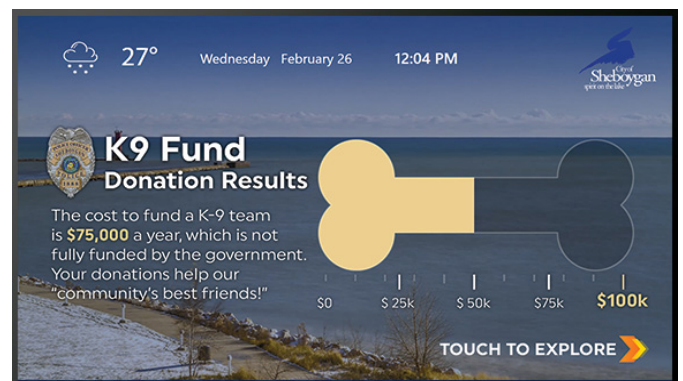 27°
Wednesday February 26
12:04 PM
City of
Sheboygan
spirit on the lake
K9 Fund
Donation Results
The cost to fund a K-9 team
is $75,000 a year, which is not
fully funded by the government.
Your donations help our
“community's best friends!”
$0 $ 25k $ 50k $75k $100k
TOUCH TO EXPLORE